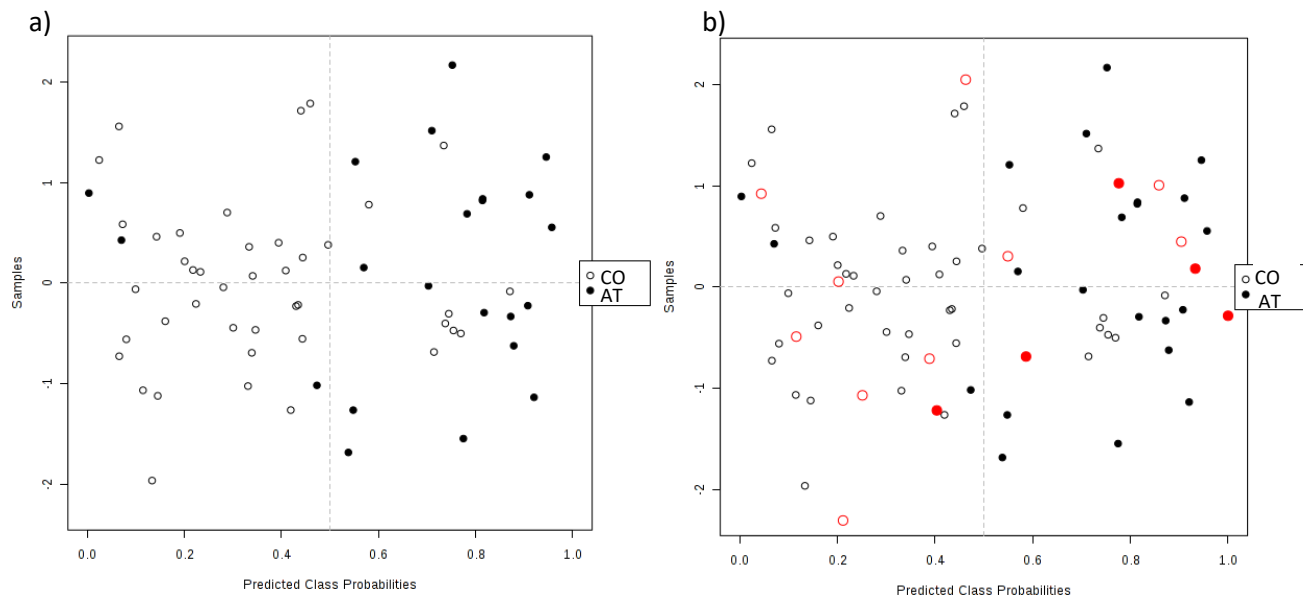 a)
2
1
0
-1
-2
Samples
0.0 0.2 0.4 0.6 0.8 1.0
Predicted Class Probabilities
CO
AT
b)
2
1
0
-1
-2
Samples
0.0 0.2 0.4 0.6 0.8 1.0
Predicted Class Probabilities
CO
AT